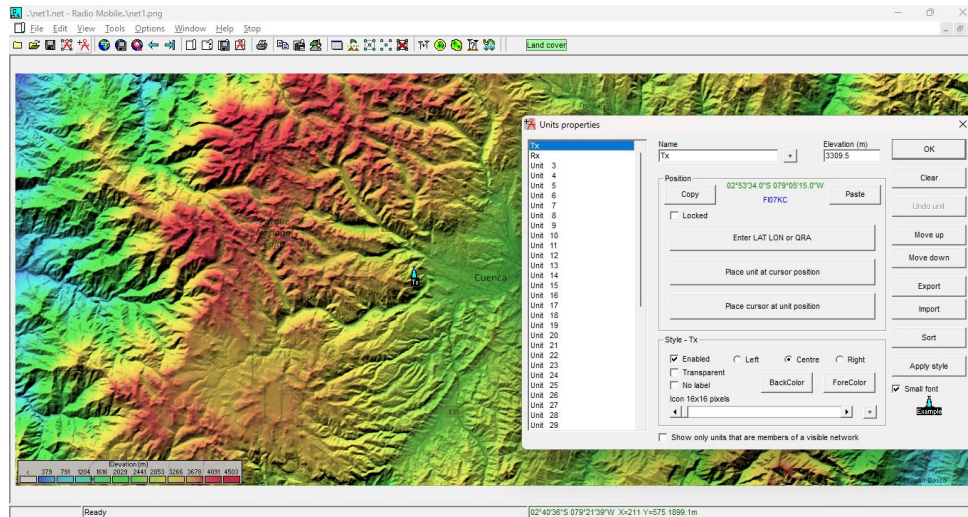 ..\net1.net - Radio Mobile..\net1.png
File Edit View Tools Options Window Help Stop
Land cover
Cuenca
Tx
E35
Elevation (m)
< 379 791 1204 1616 2029 2441 2853 3266 3678 4091 4503
Units properties
Tx
Rx
Unit 3
Unit 4
Unit 5
Unit 6
Unit 7
Unit 8
Unit 9
Unit 10
Unit 11
Unit 12
Unit 13
Unit 14
Unit 15
Unit 16
Unit 17
Unit 18
Unit 19
Unit 20
Unit 21
Unit 22
Unit 23
Unit 24
Unit 25
Unit 26
Unit 27
Unit 28
Unit 29
Name
Tx
+
Elevation (m)
3309.5
Position
Copy
02°53'34.0"S 079°05'15.0"W
FI07KC
Paste
Locked
Enter LAT LON or QRA
Place unit at cursor position
Place cursor at unit position
Style - Tx
Enabled Left Centre Right
Transparent
No label
BackColor
ForeColor
Icon 16x16 pixels
+
Show only units that are members of a visible network
OK
Clear
Undo unit
Move up
Move down
Export
Import
Sort
Apply style
Small font
Example
Ready
02°40'36"S 079°21'39"W X=211 Y=575 1899.1m